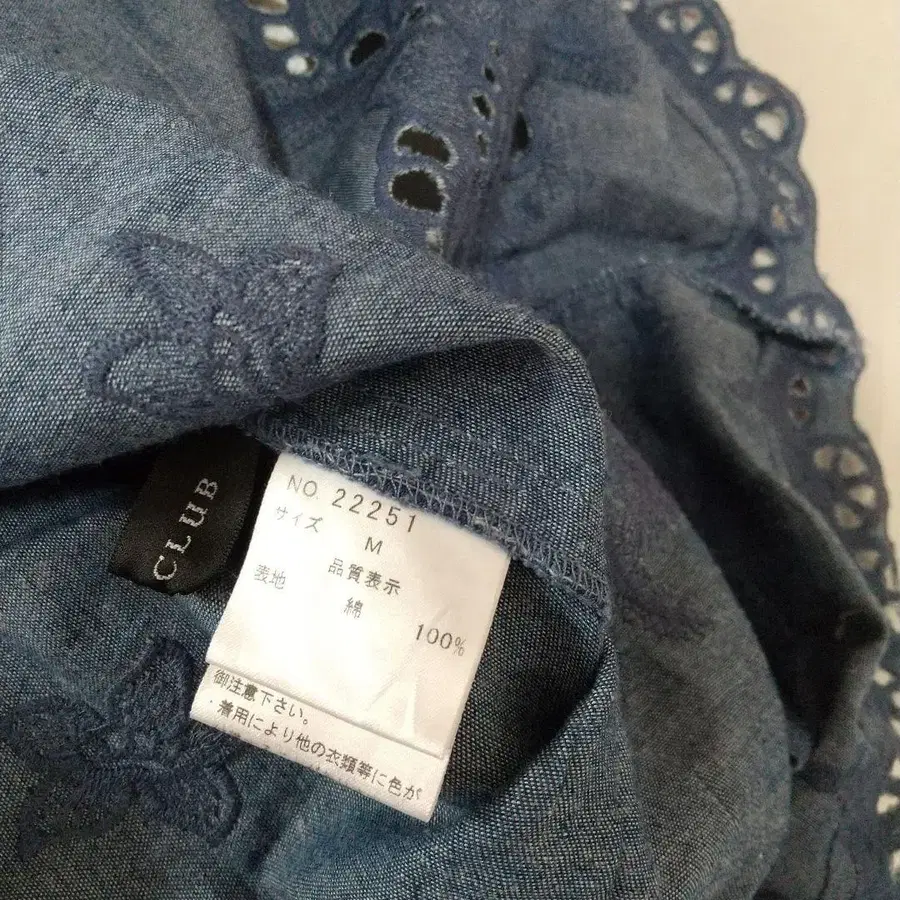 CLUB
NO. 22251
サイズ
M
品質表示
表地
綿
100%
御注意下さい。
・着用により他の衣類等に色が